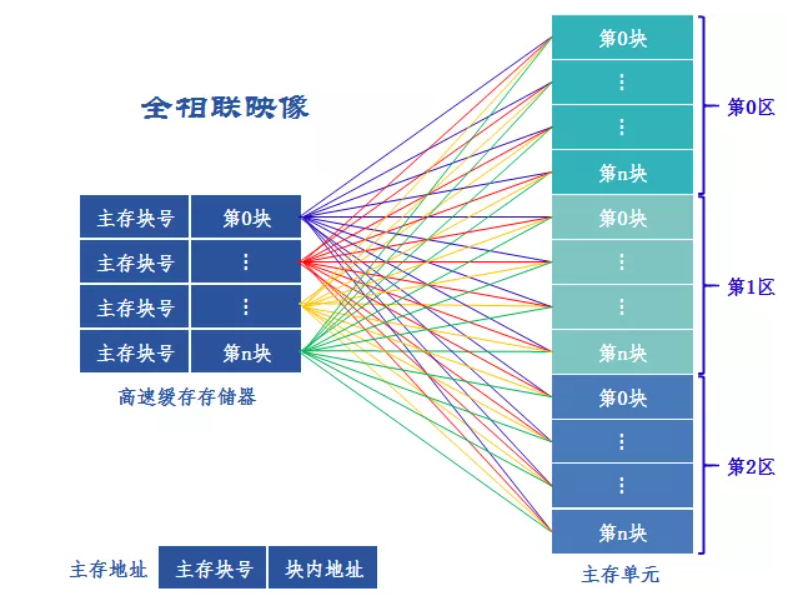 全相联映像
主存块号 第0块
主存块号 ⋮
主存块号 ⋮
主存块号 第n块
高速缓存存储器
第0块
⋮
⋮
第n块
第0区
第0块
⋮
⋮
第n块
第1区
第0块
⋮
⋮
第n块
第2区
主存单元
主存地址 主存块号 块内地址